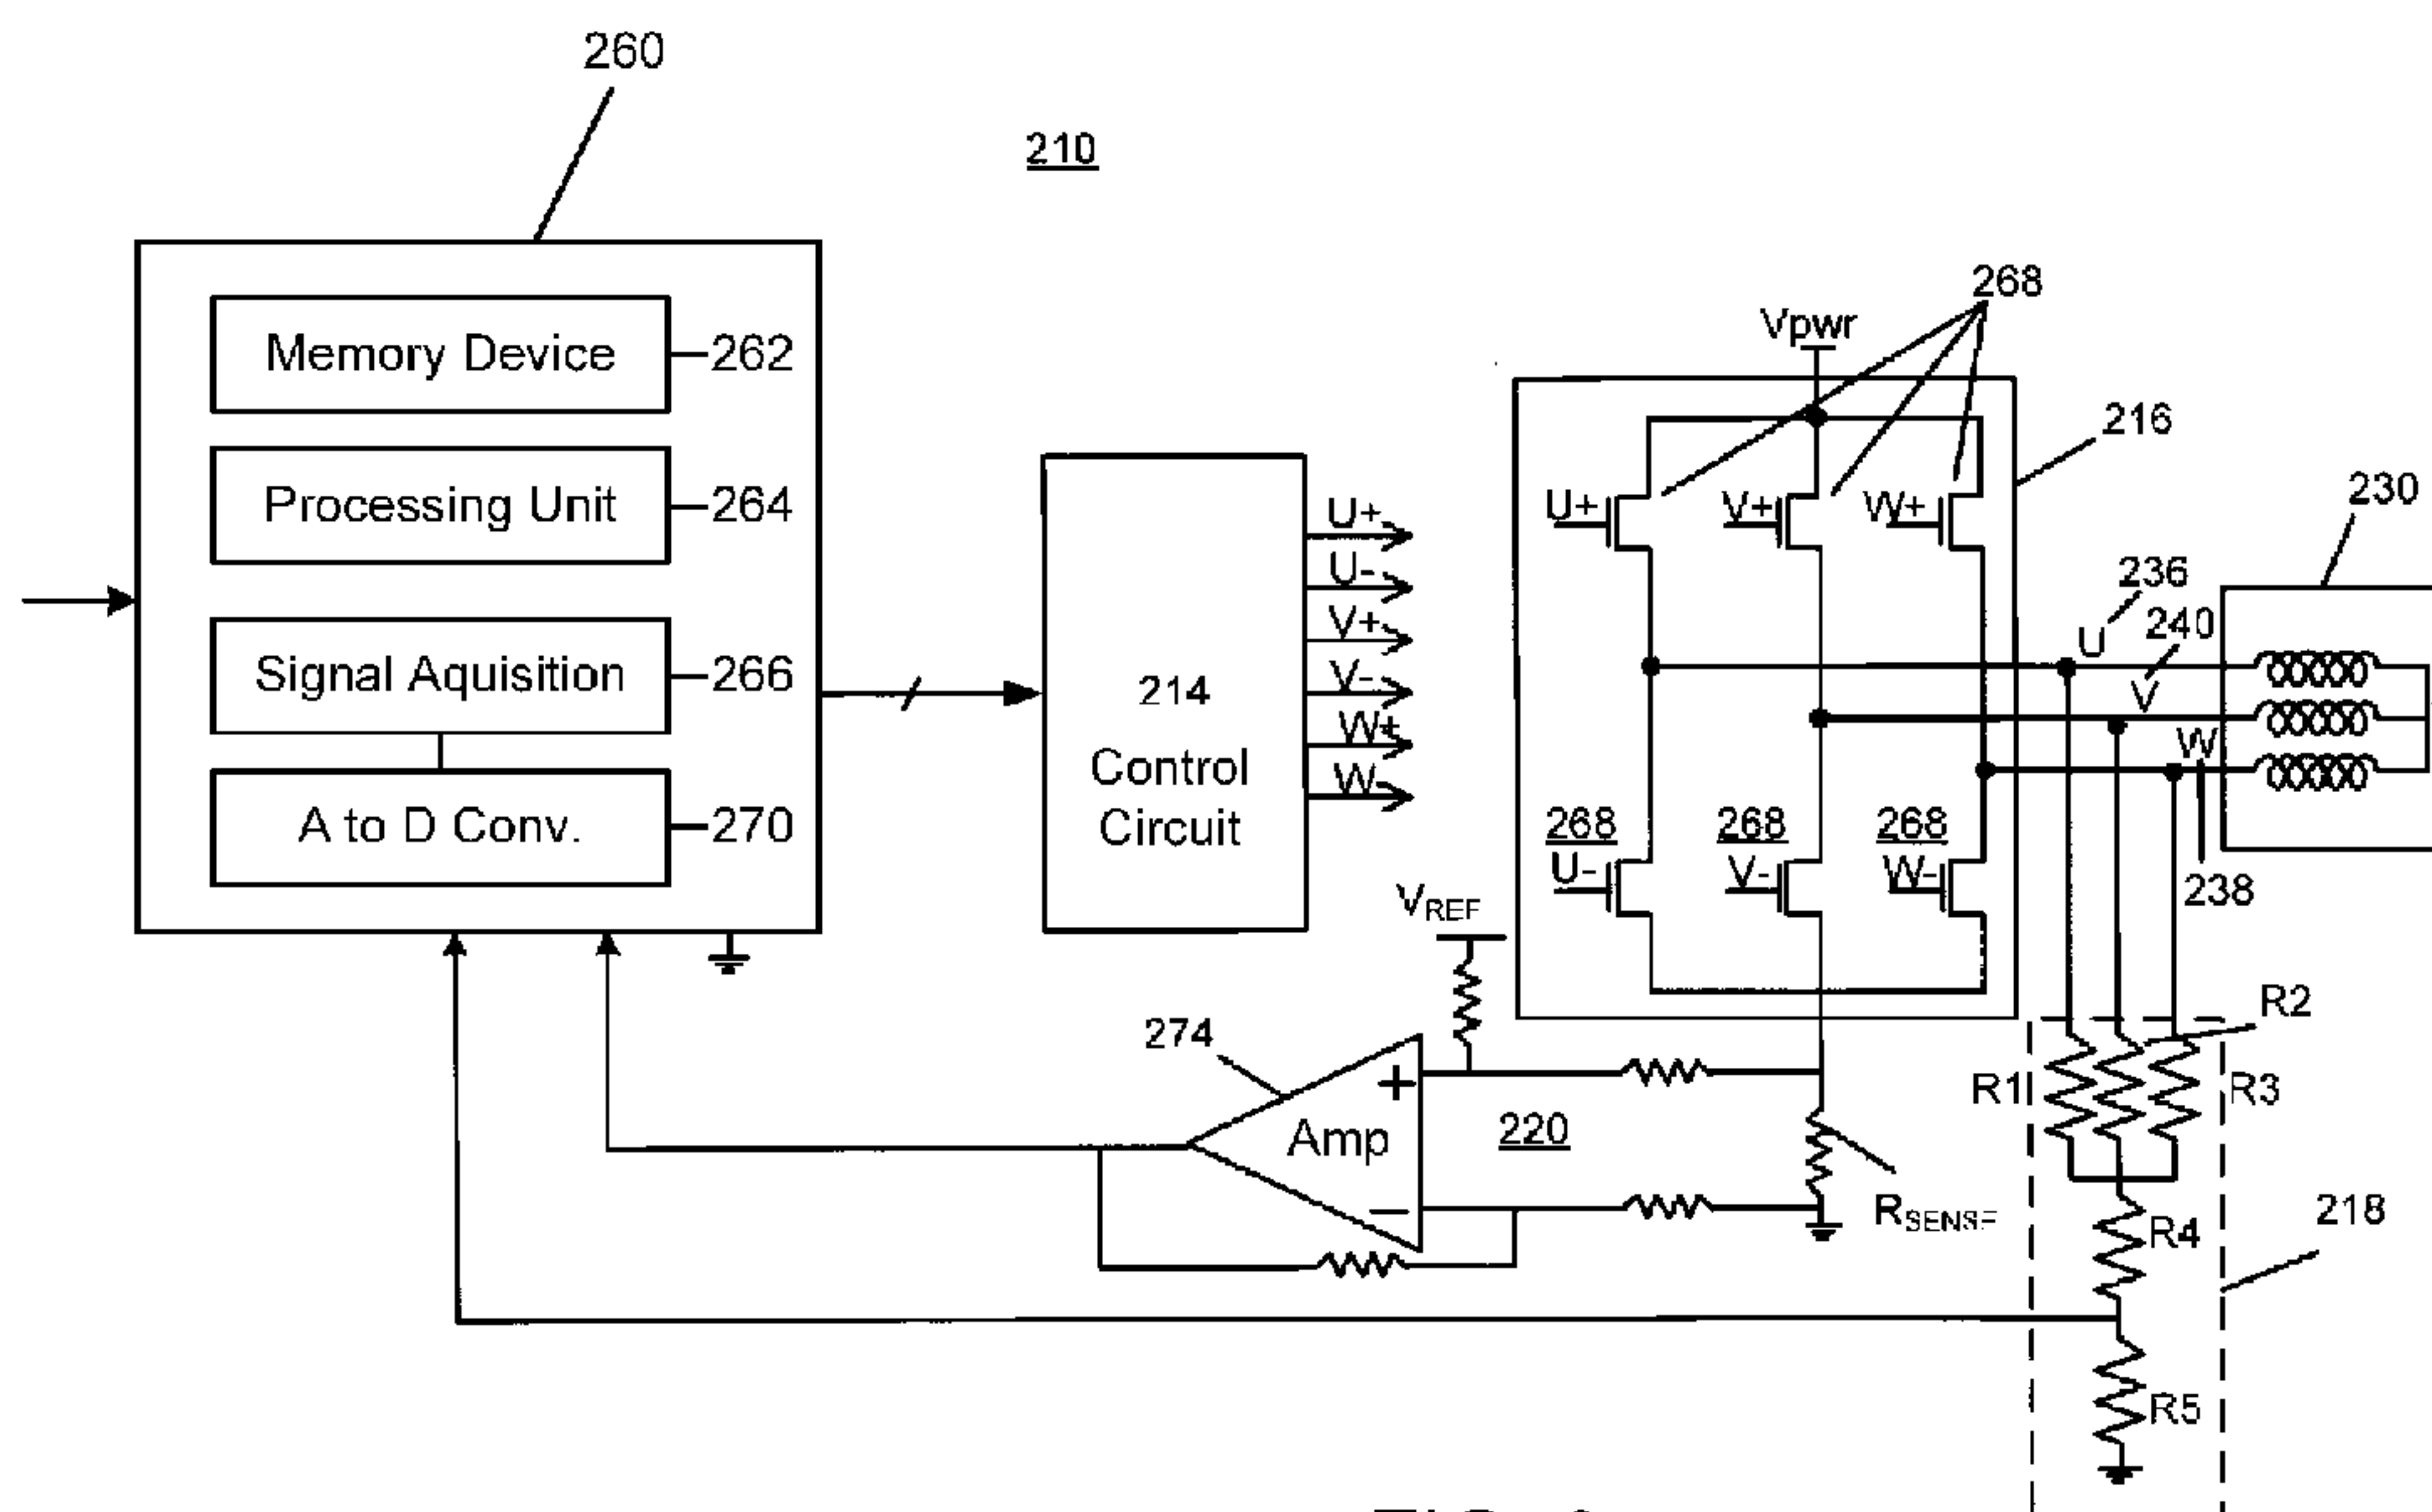 260
210
Memory Device
262
Processing Unit
264
Signal Aquisition
266
A to D Conv.
270
214
Control
Circuit
U+
U-
V+
V-
W+
W-
Vpwr
268
216
230
U+
V+
W+
236
U
240
V
W
238
268
268
268
U-
V-
W-
VREF
274
Amp
+
−
220
R1
R2
R3
R4
R5
218